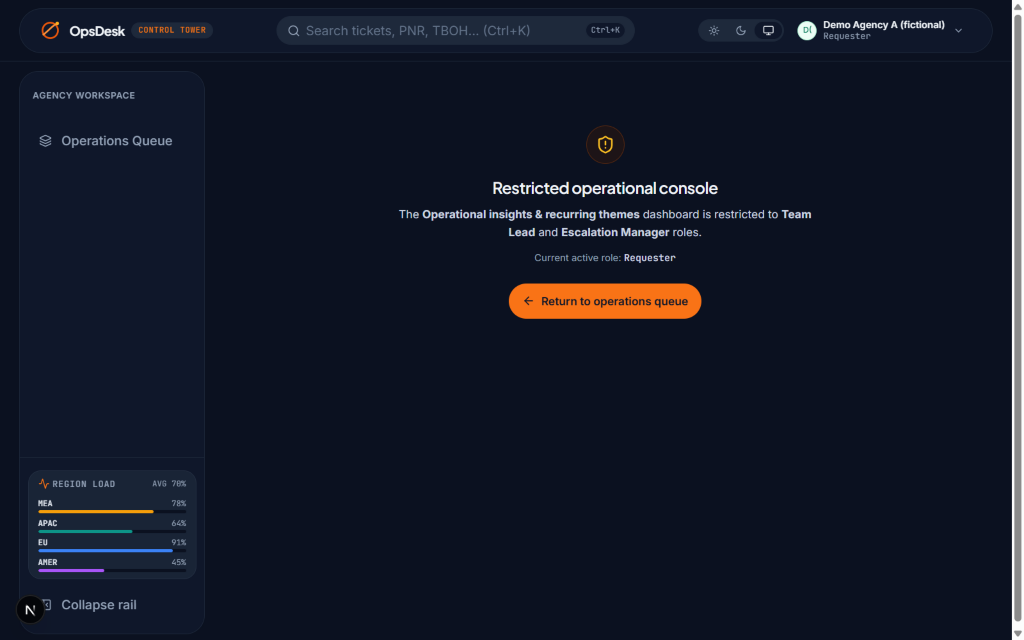 OpsDesk CONTROL TOWER
Search tickets, PNR, TBOH... (Ctrl+K) Ctrl+K
D( Demo Agency A (fictional)
Requester
AGENCY WORKSPACE
Operations Queue
Restricted operational console
The Operational insights & recurring themes dashboard is restricted to Team
Lead and Escalation Manager roles.
Current active role: Requester
← Return to operations queue
REGION LOAD AVG 70%
MEA 78%
APAC 64%
EU 91%
AMER 45%
N Collapse rail